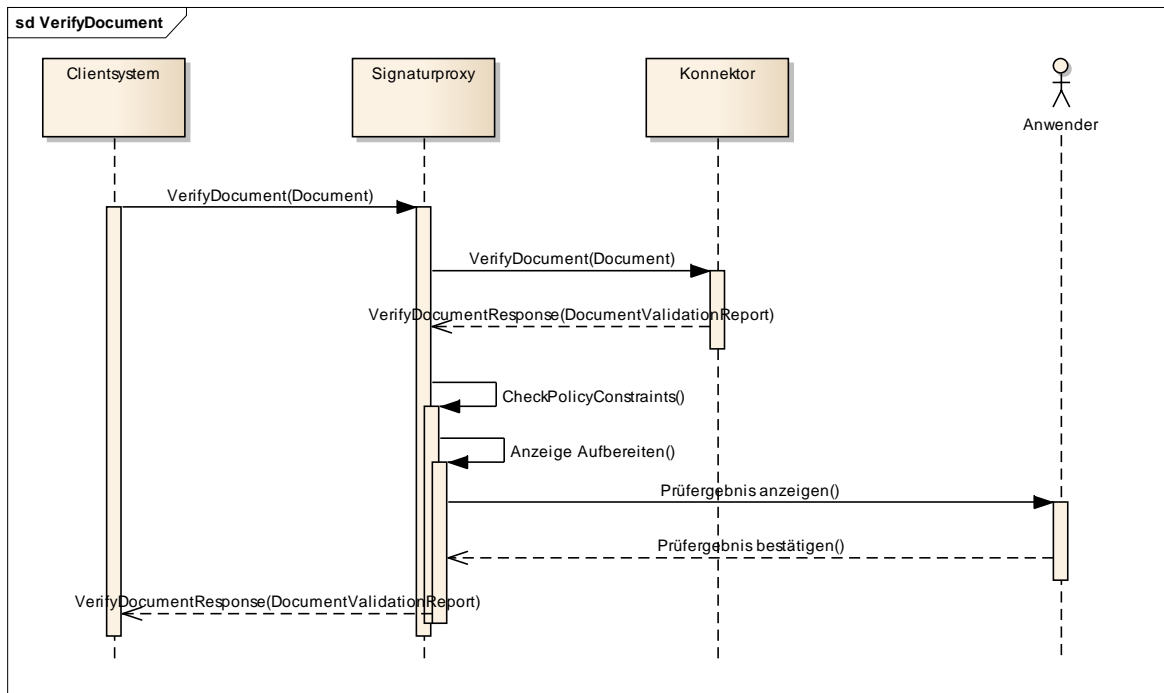 sd VerifyDocument
Clientsystem
Signaturproxy
Konnektor
Anwender
VerifyDocument(Document)
VerifyDocument(Document)
VerifyDocumentResponse(DocumentValidationReport)
CheckPolicyConstraints()
Anzeige Aufbereiten()
Prüfergebnis anzeigen()
Prüfergebnis bestätigen()
VerifyDocumentResponse(DocumentValidationReport)